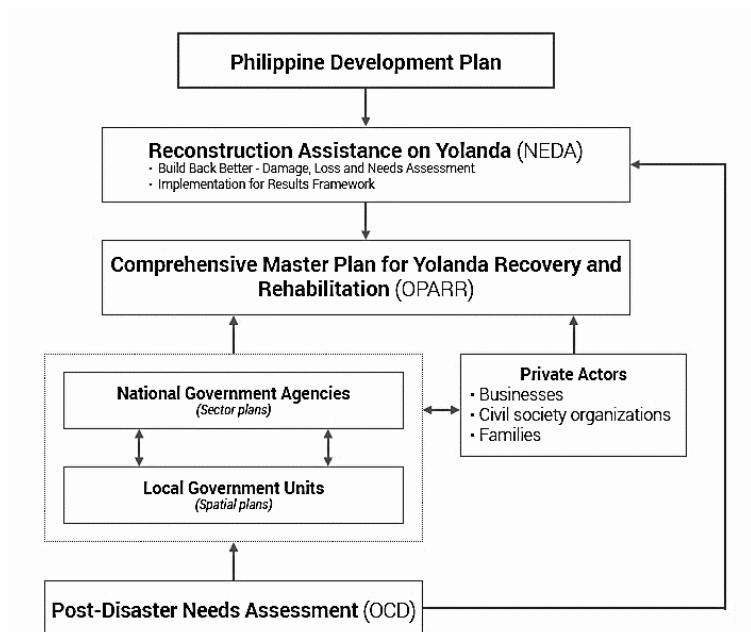 Philippine Development Plan
Reconstruction Assistance on Yolanda (NEDA)
· Build Back Better - Damage, Loss and Needs Assessment
· Implementation for Results Framework
Comprehensive Master Plan for Yolanda Recovery and
Rehabilitation (OPARR)
National Government Agencies
(Sector plans)
Local Government Units
(Spatial plans)
Private Actors
· Businesses
· Civil society organizations
· Families
Post-Disaster Needs Assessment (OCD)